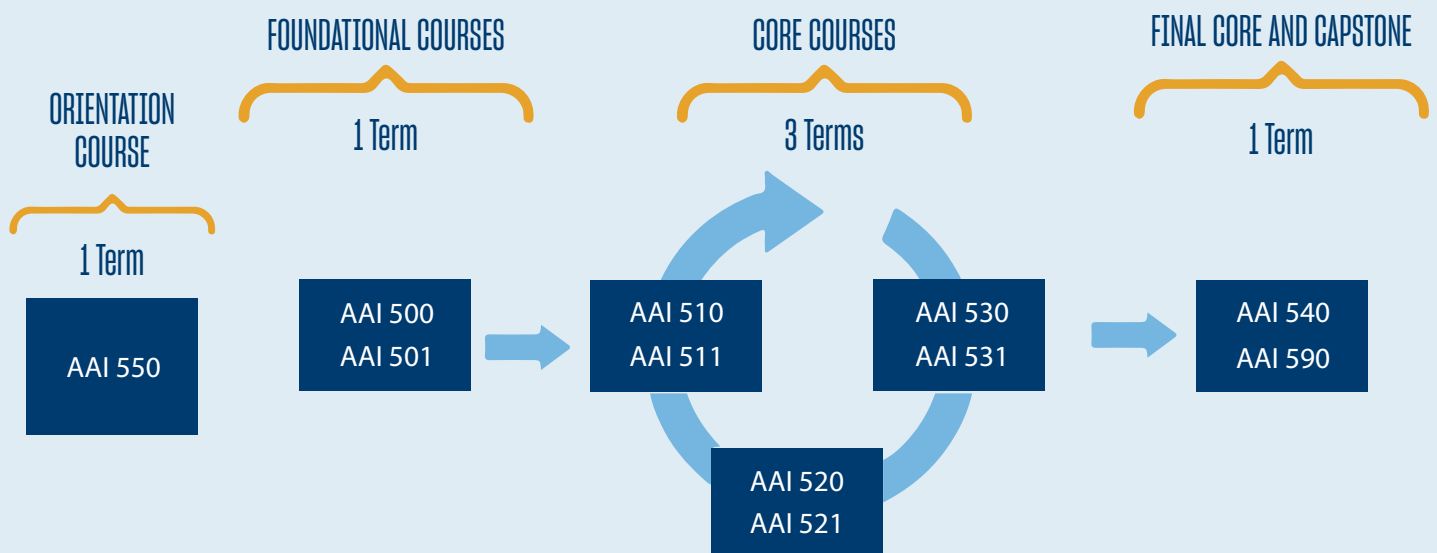 ORIENTATION
COURSE
1 Term
AAI 550
FOUNDATIONAL COURSES
1 Term
AAI 500
AAI 501
CORE COURSES
3 Terms
AAI 510
AAI 511
AAI 530
AAI 531
AAI 520
AAI 521
FINAL CORE AND CAPSTONE
1 Term
AAI 540
AAI 590